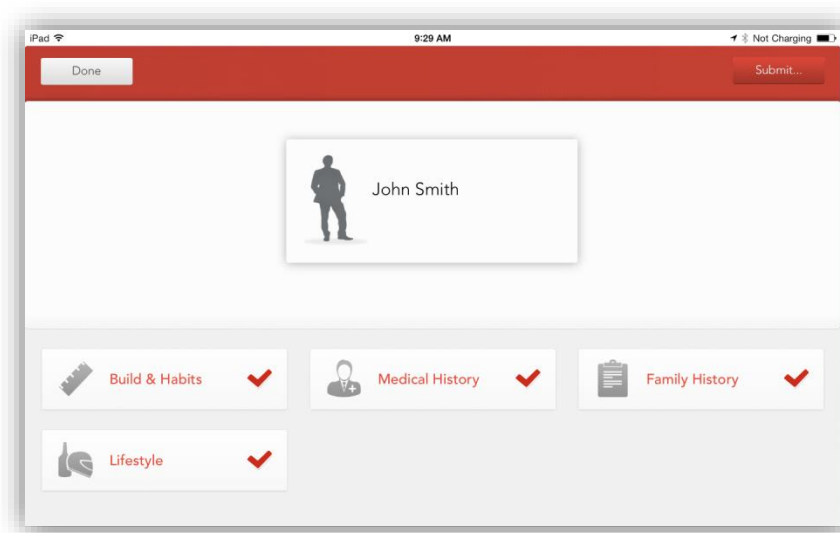 iPad 9:29 AM Not Charging
Done Submit...
John Smith
Build & Habits Medical History Family History
Lifestyle